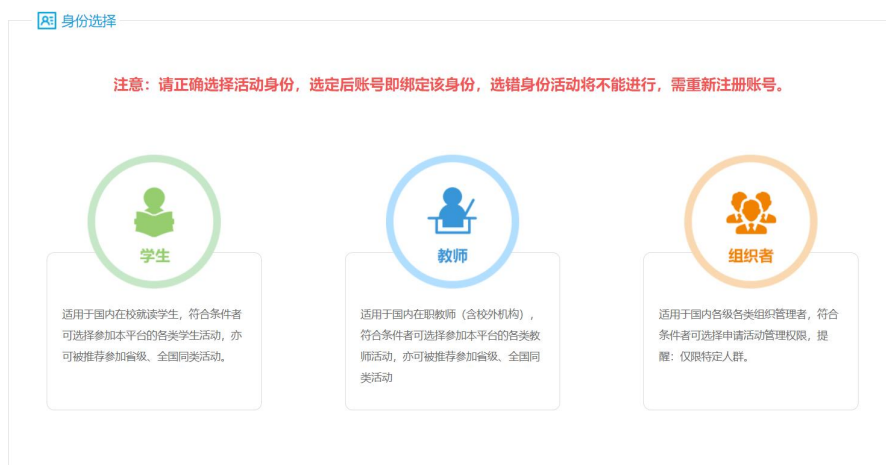 身份选择
注意：请正确选择活动身份，选定后账号即绑定该身份，选错身份活动将不能进行，需重新注册账号。
学生
适用于国内在校就读学生，符合条件者
可选择参加本平台的各类学生活动，亦
可被推荐参加省级、全国同类活动。
教师
适用于国内在职教师（含校外机构），
符合条件者可选择参加本平台的各类教
师活动，亦可被推荐参加省级、全国同
类活动
组织者
适用于国内各级各类组织管理者，符合
条件者可选择申请活动管理权限，提
醒：仅限特定人群。